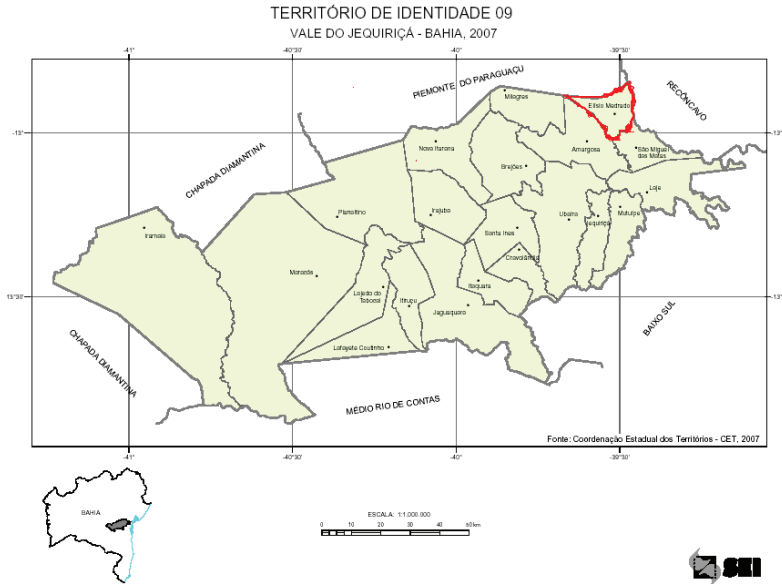 TERRITÓRIO DE IDENTIDADE 09
VALE DO JEQUIRIÇÁ - BAHIA, 2007
-41° -40°30' -40° -39°30'
PIEMONTE DO PARAGUAÇU
RECÔNCAVO
Milagres
Elísio Medrado
-13° -13°
CHAPADA DIAMANTINA
Nova Itarana
Amargosa
São Miguel
das Matas
Brejões
Laje
Planaltino
Irajuba
Ubaíra
Jiquiriçá
Mutuípe
Iramaia
Santa Inês
Cravolândia
Maracás
Itaquara
Lajedo do
Tabocal
Itiruçu
Jaguaquara
13°30' -13°
BAIXO SUL
CHAPADA DIAMANTINA
Lafayete Coutinho
MÉDIO RIO DE CONTAS
Fonte: Coordenação Estadual dos Territórios - CET, 2007
-41° -40°30' -40° -39°30'
BAHIA
ESCALA: 1:1.000.000
0 10 20 30 40 50 km
SEI